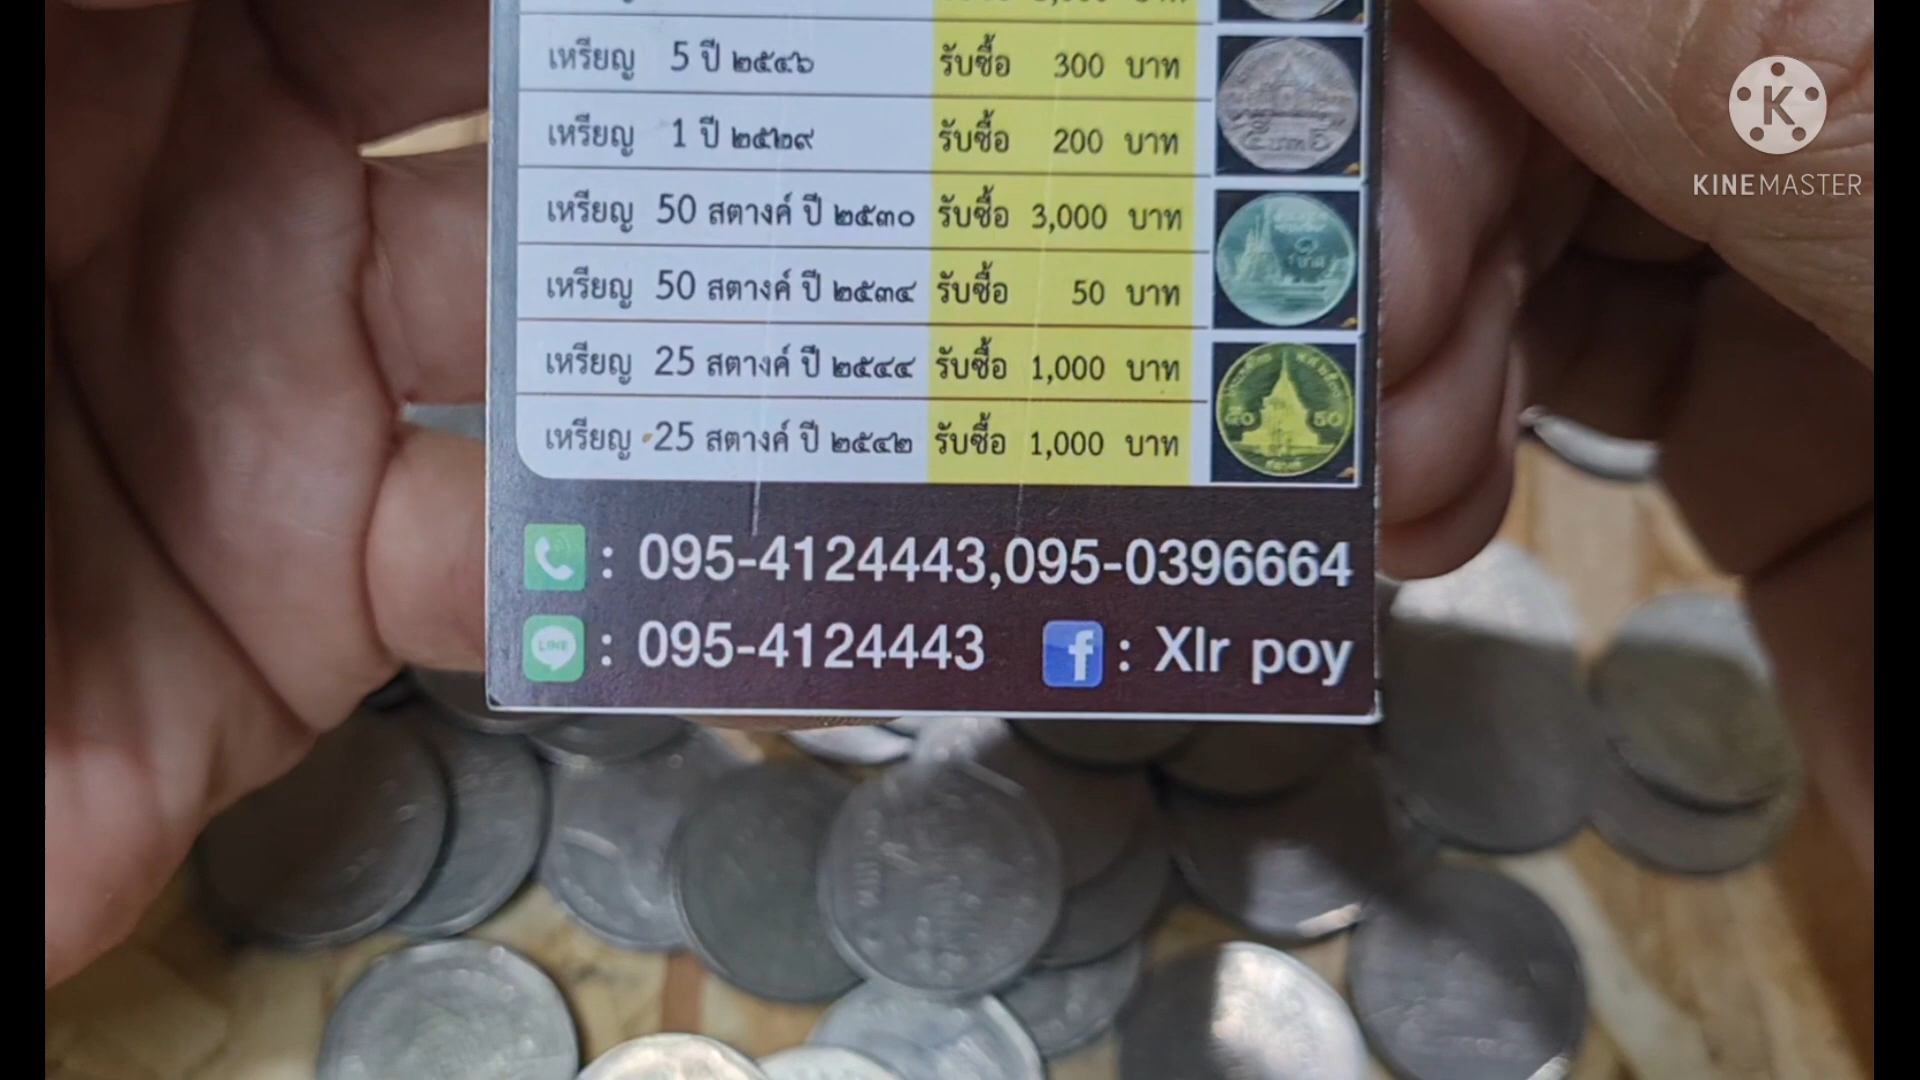 เหรียญ 5 ปี ๒๕๔๖ รับซื้อ 300 บาท
เหรียญ 1 ปี ๒๕๒๙ รับซื้อ 200 บาท
เหรียญ 50 สตางค์ ปี ๒๕๓๐ รับซื้อ 3,000 บาท
เหรียญ 50 สตางค์ ปี ๒๕๓๔ รับซื้อ 50 บาท
เหรียญ 25 สตางค์ ปี ๒๕๔๔ รับซื้อ 1,000 บาท
เหรียญ 25 สตางค์ ปี ๒๕๔๒ รับซื้อ 1,000 บาท
: 095-4124443,095-0396664
LINE : 095-4124443 f : Xlr poy
K
KINEMASTER